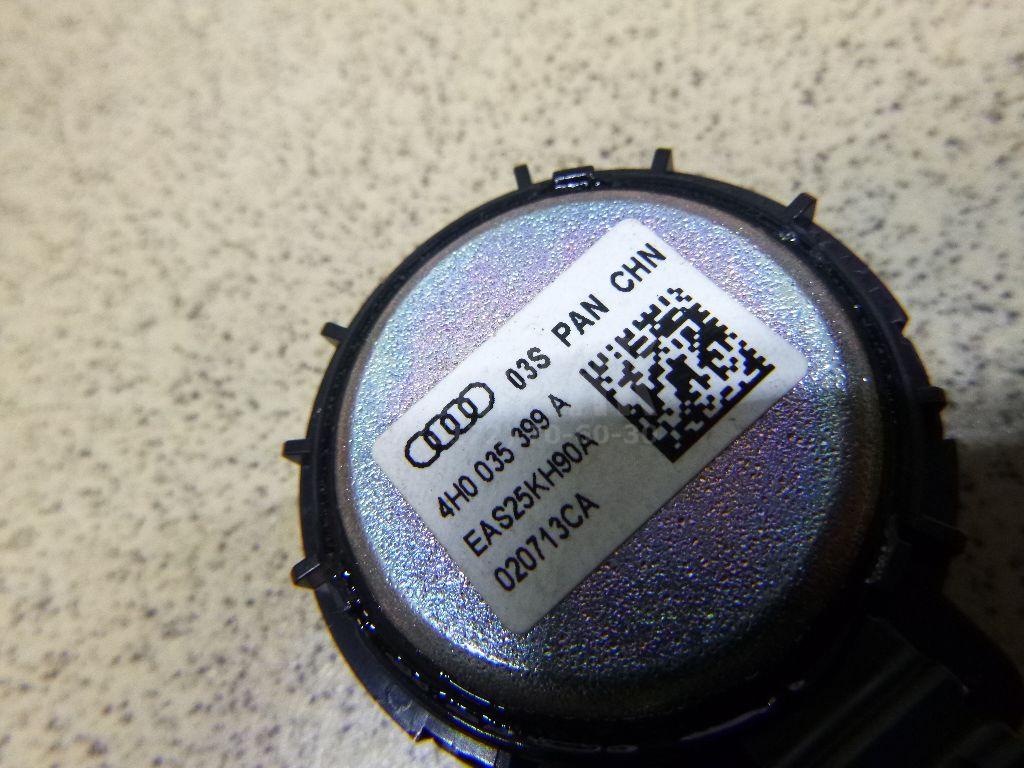 03S PAN CHN
4H0 035 399 A
EAS25KH90A
020713CA